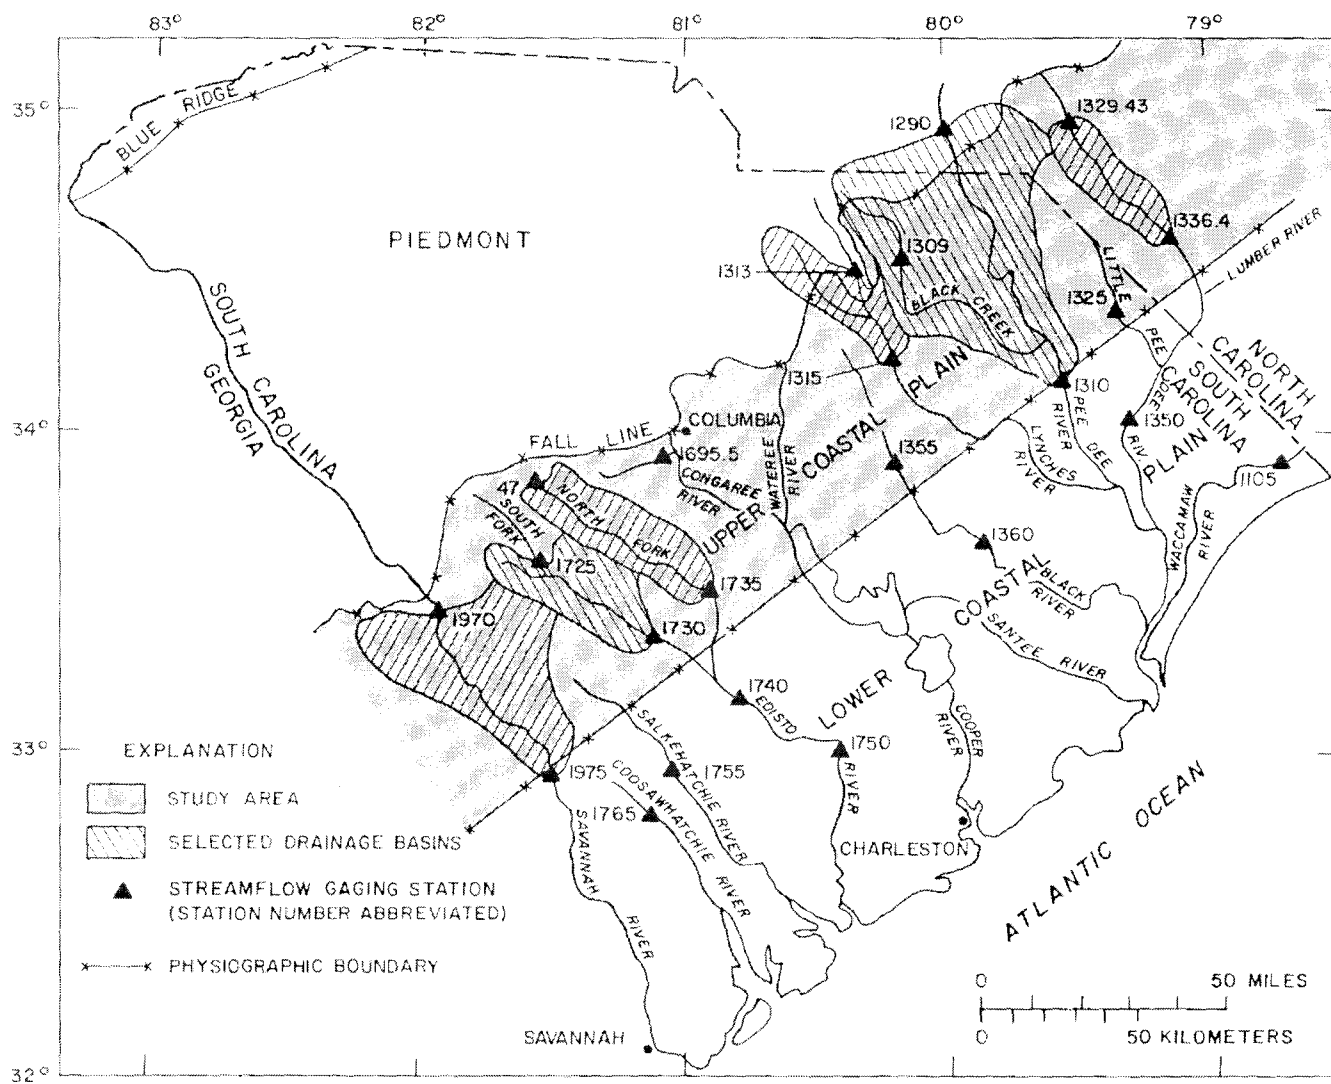 83° 82° 81° 80° 79°
35°
34°
33°
32°
BLUE RIDGE
PIEDMONT
SOUTH CAROLINA
GEORGIA
1290
1329.43
1336.4
1309
1313
LITTLE PEE DEE RIV
LUMBER RIVER
1325
BLACK CREEK
1315
1310
NORTH CAROLINA
SOUTH CAROLINA
PEE DEE RIVER
1350
LYNCHES RIVER
1105
WACCAMAW RIVER
FALL LINE
COLUMBIA
1695.5
CONGAREE RIVER
WATEREE RIVER
UPPER COASTAL PLAIN
1355
47
NORTH FORK
SOUTH FORK
1725
1735
1360
BLACK RIVER
SANTEE RIVER
1970
1730
LOWER COASTAL PLAIN
1740
EDISTO RIVER
1750
COOPER RIVER
SALKEHATCHIE RIVER
1755
COOSAWHATCHIE RIVER
1975
1765
SAVANNAH RIVER
CHARLESTON
ATLANTIC OCEAN
SAVANNAH
EXPLANATION
STUDY AREA
SELECTED DRAINAGE BASINS
STREAMFLOW GAGING STATION
(STATION NUMBER ABBREVIATED)
PHYSIOGRAPHIC BOUNDARY
0 50 MILES
0 50 KILOMETERS